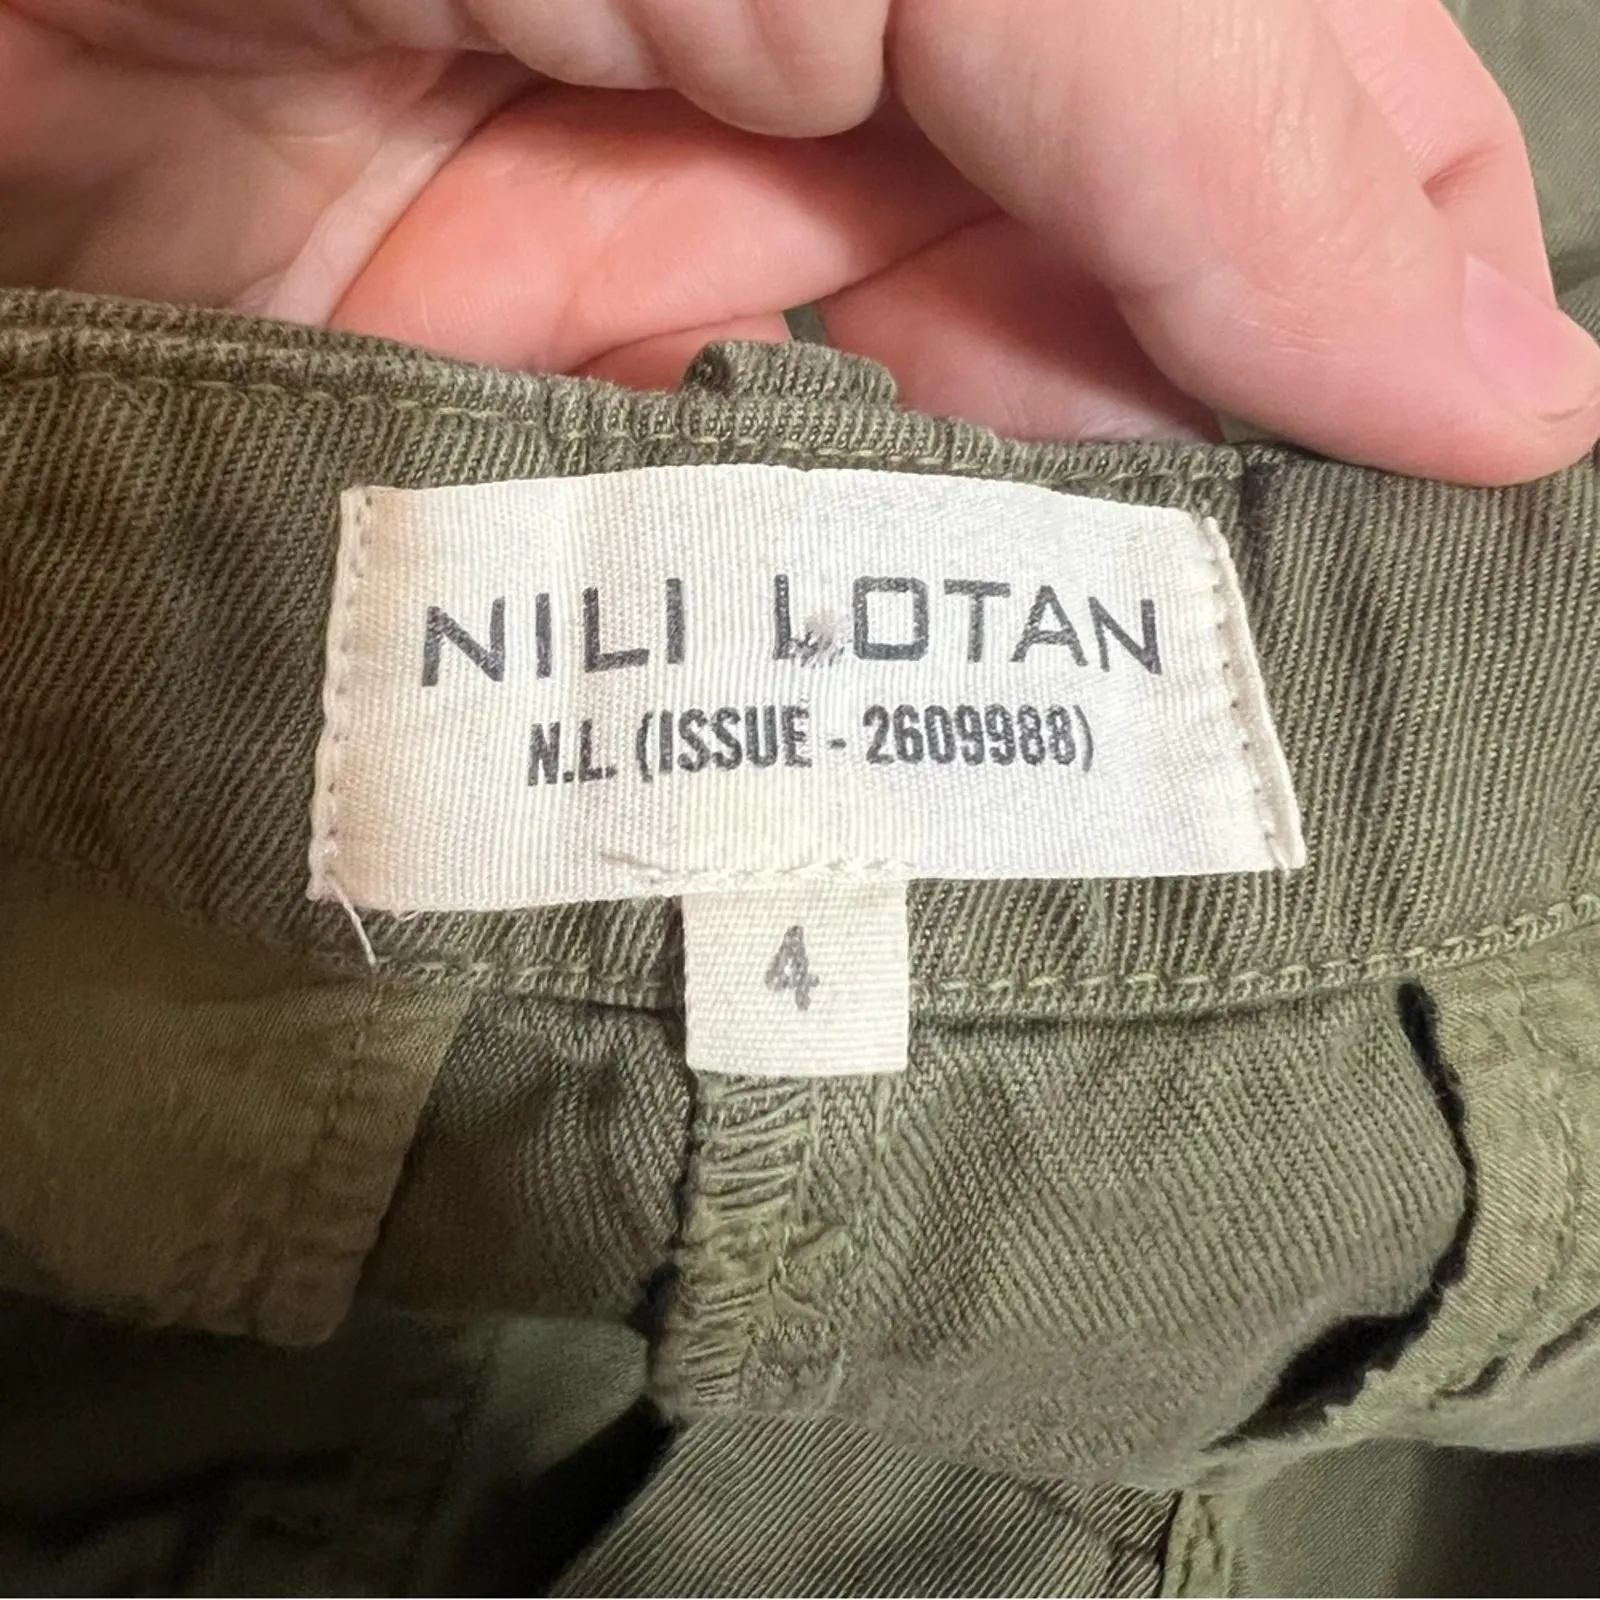 NILI LOTAN
N.L. (ISSUE - 2609988)
4